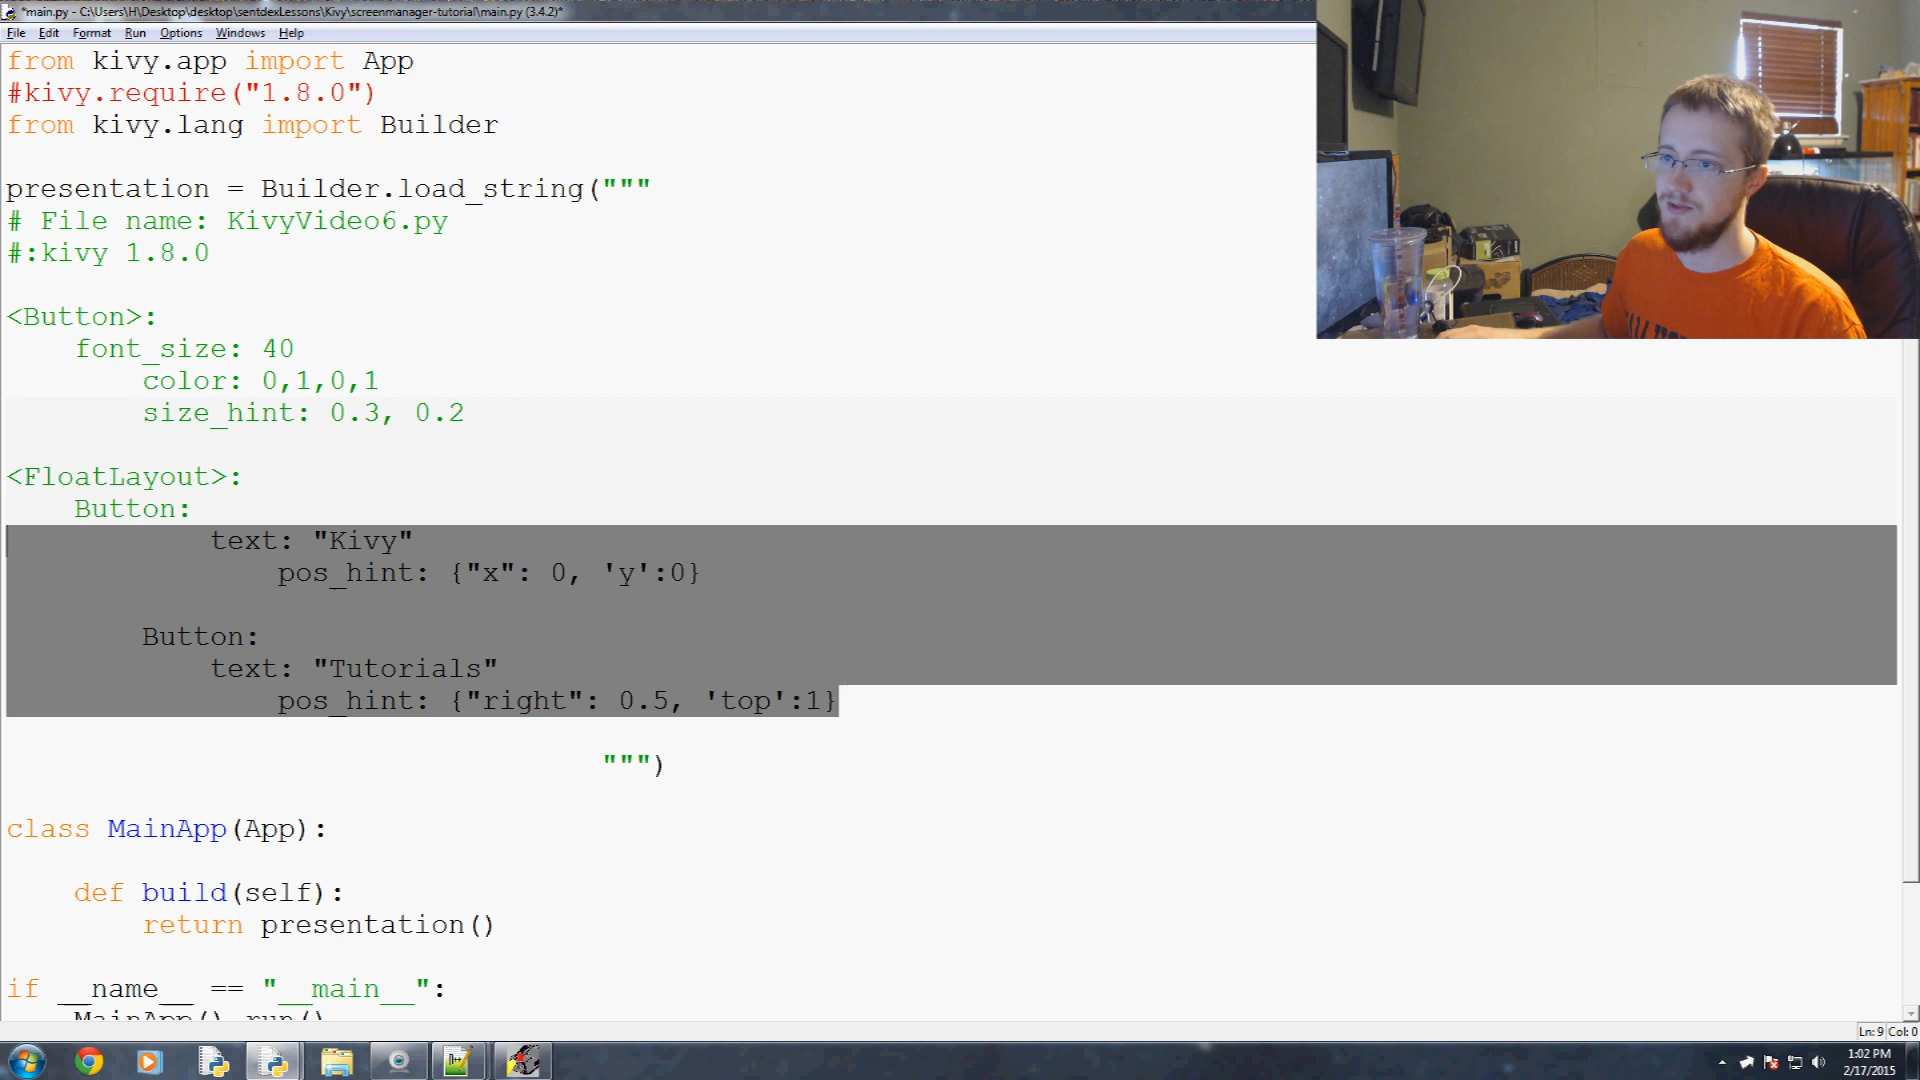 *main.py - C:\Users\H\Desktop\desktop\sentdexLessons\Kivy\screenmanager-tutorial\main.py (3.4.2)*
File Edit Format Run Options Windows Help
from kivy.app import App
#kivy.require("1.8.0")
from kivy.lang import Builder
presentation = Builder.load_string("""
# File name: KivyVideo6.py
#:kivy 1.8.0
<Button>:
font_size: 40
color: 0,1,0,1
size_hint: 0.3, 0.2
<FloatLayout>:
Button:
text: "Kivy"
pos_hint: {"x": 0, 'y':0}
Button:
text: "Tutorials"
pos_hint: {"right": 0.5, 'top':1}
""")
class MainApp(App):
def build(self):
return presentation()
if __name__ == "__main__":
MainApp().run()
Ln: 9 Col: 0
1:02 PM
2/17/2015